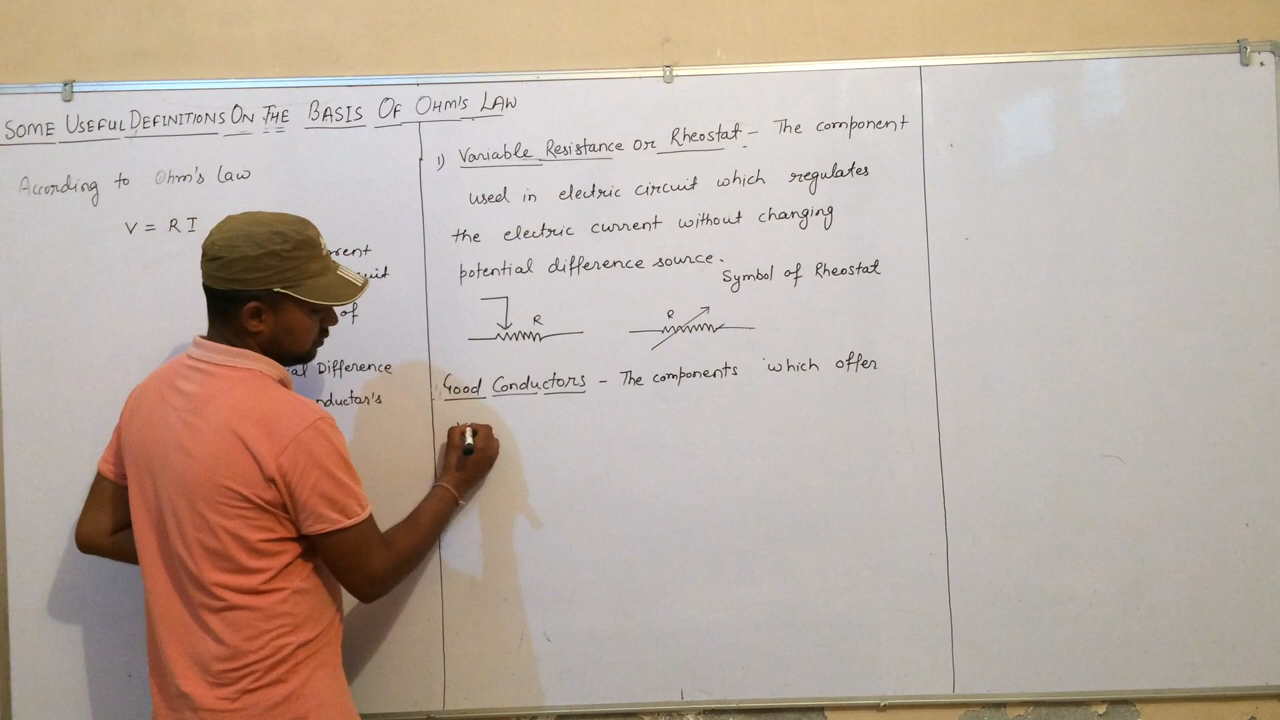 SOME USEFUL DEFINITIONS ON THE BASIS OF OHM'S LAW
According to Ohm's law
V = R I
of
Difference
1) Variable Resistance or Rheostat - The component
used in electric circuit which regulates
the electric current without changing
potential difference source.
Symbol of Rheostat
R
R
Good Conductors - The components which offer